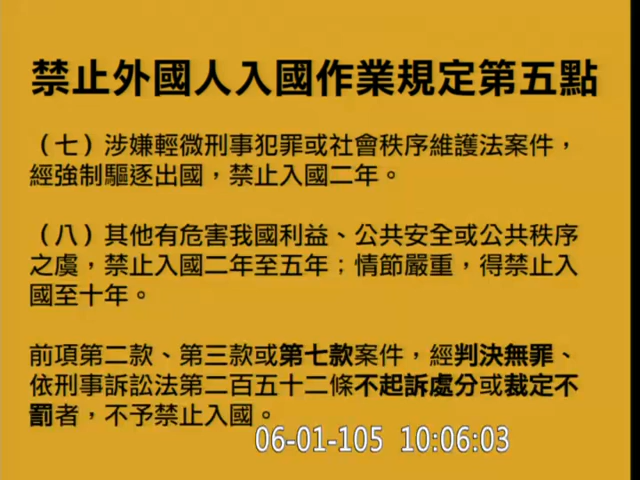 禁止外國人入國作業規定第五點
（七）涉嫌輕微刑事犯罪或社會秩序維護法案件，
經強制驅逐出國，禁止入國二年。
（八）其他有危害我國利益、公共安全或公共秩序
之虞，禁止入國二年至五年；情節嚴重，得禁止入
國至十年。
前項第二款、第三款或第七款案件，經判決無罪、
依刑事訴訟法第二百五十二條不起訴處分或裁定不
罰者，不予禁止入國。
06-01-105 10:06:03